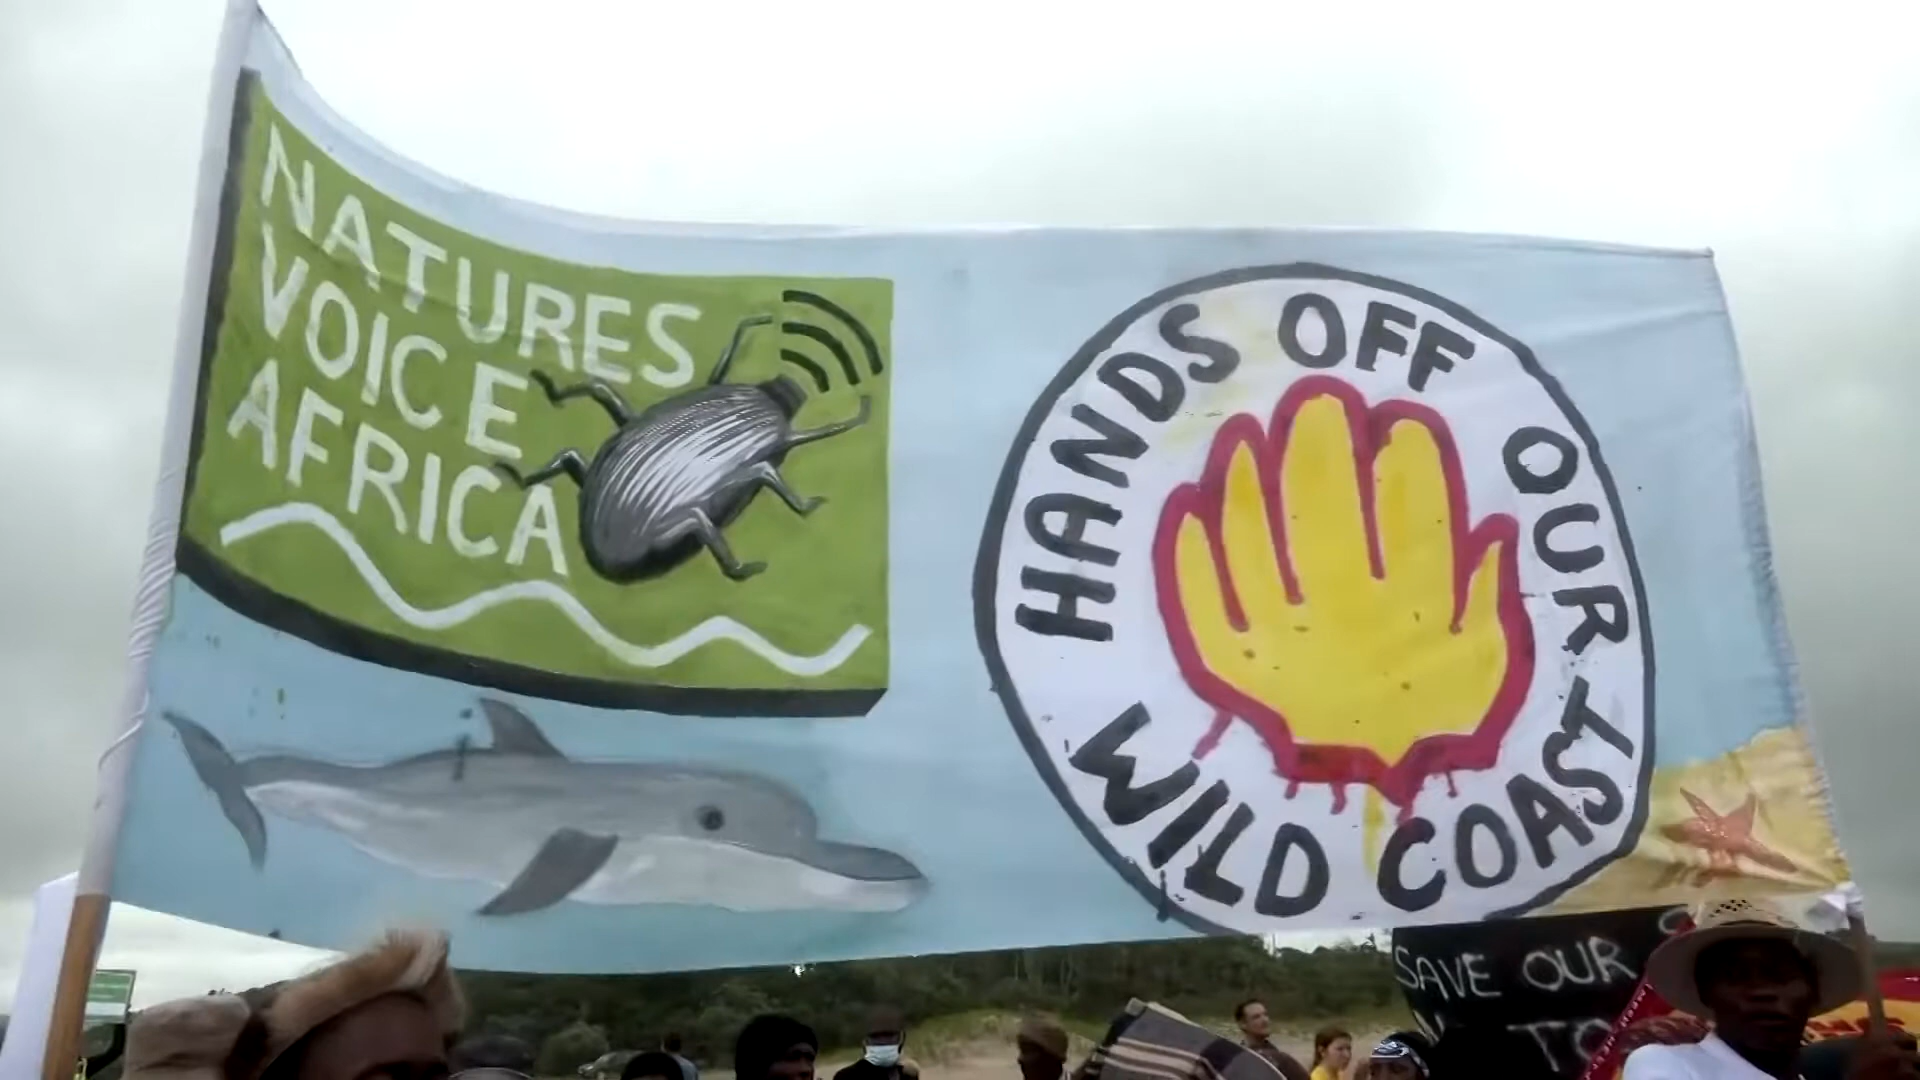 NATURES
VOICE
AFRICA
HANDS OFF OUR
WILD COAST
SAVE OUR